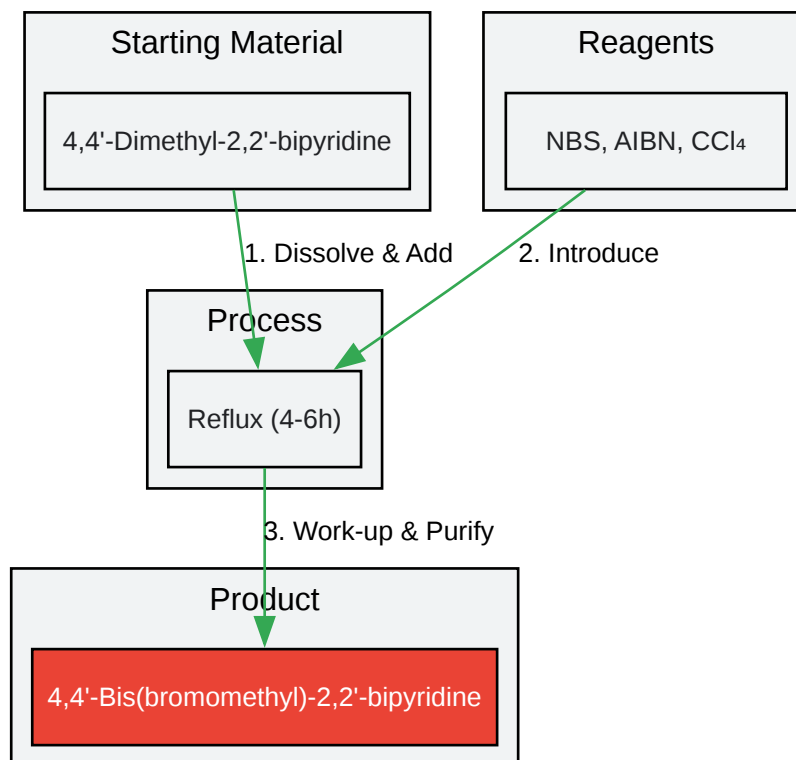 Starting Material
Reagents
4,4'-Dimethyl-2,2'-bipyridine
NBS, AIBN, CCl₄
1. Dissolve & Add
2. Introduce
Process
Reflux (4-6h)
3. Work-up & Purify
Product
4,4'-Bis(bromomethyl)-2,2'-bipyridine